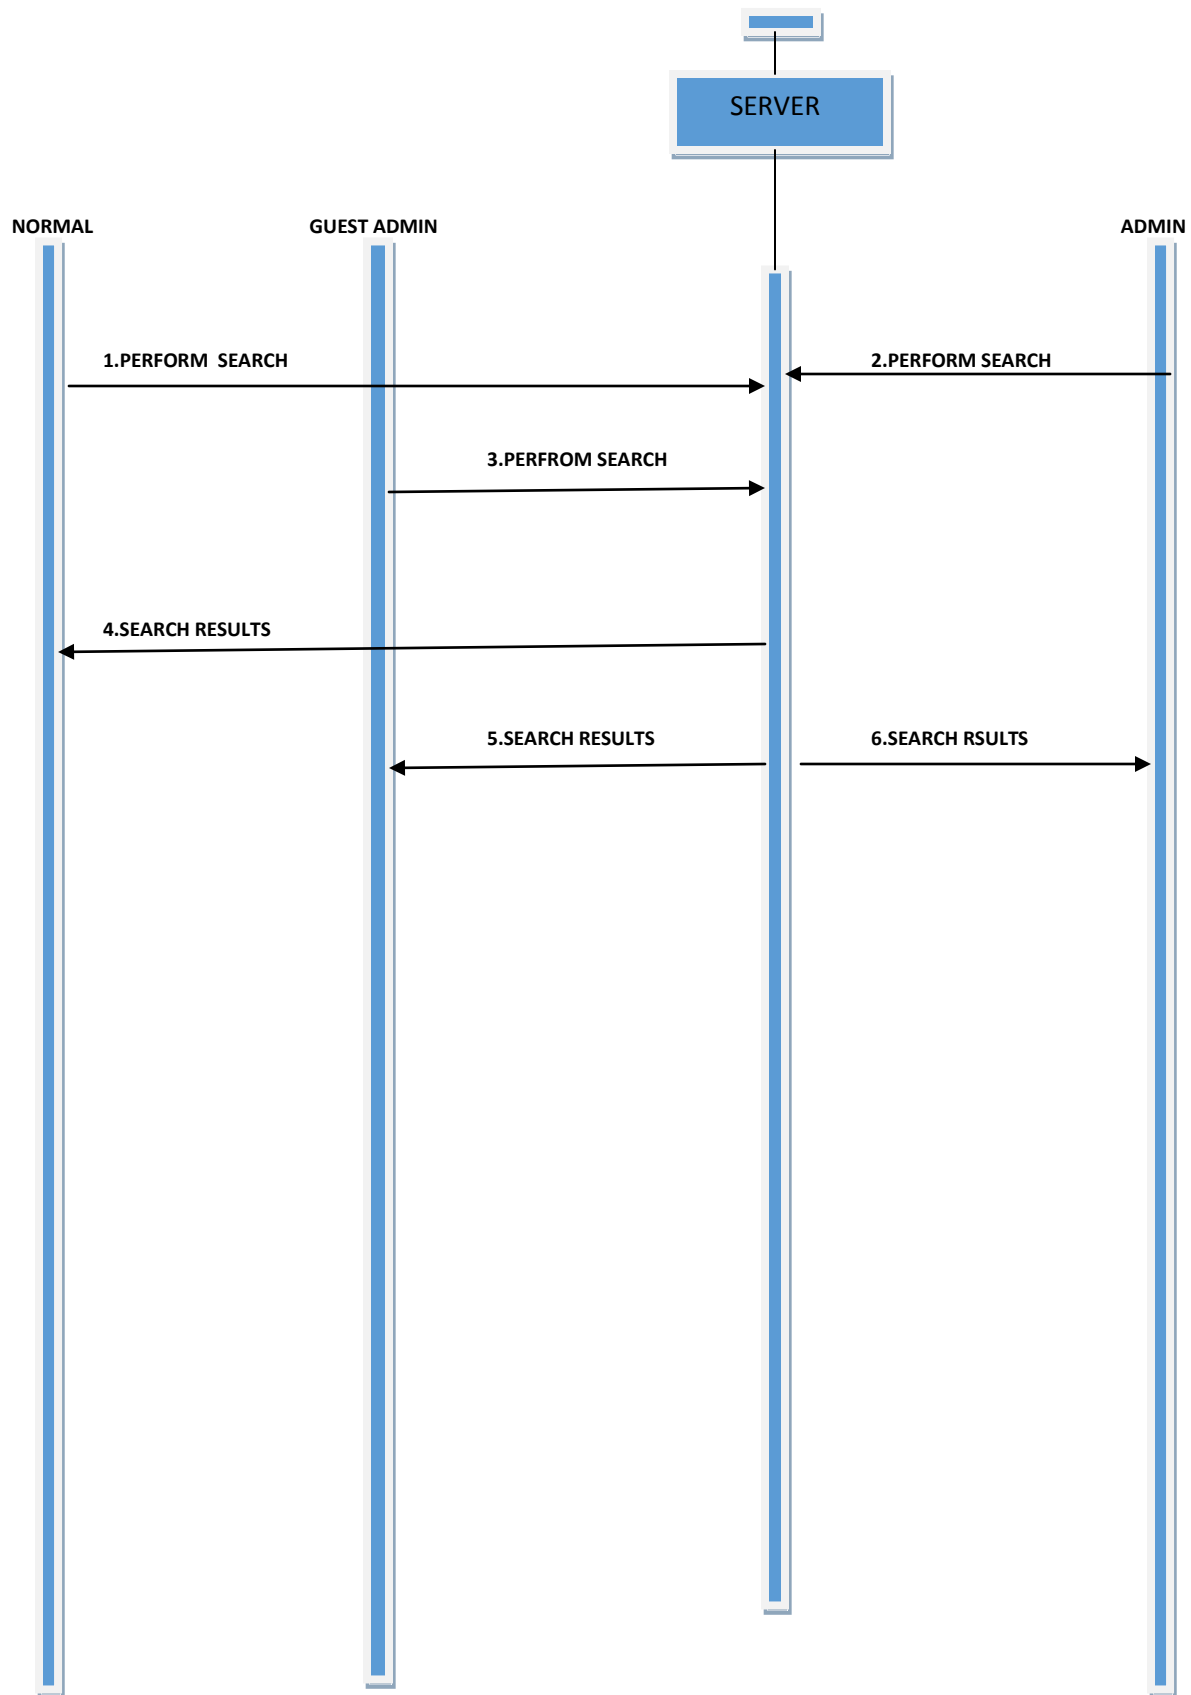 SERVER
NORMAL
GUEST ADMIN
ADMIN
1.PERFORM  SEARCH
2.PERFORM SEARCH
3.PERFROM SEARCH
4.SEARCH RESULTS
5.SEARCH RESULTS
6.SEARCH RSULTS